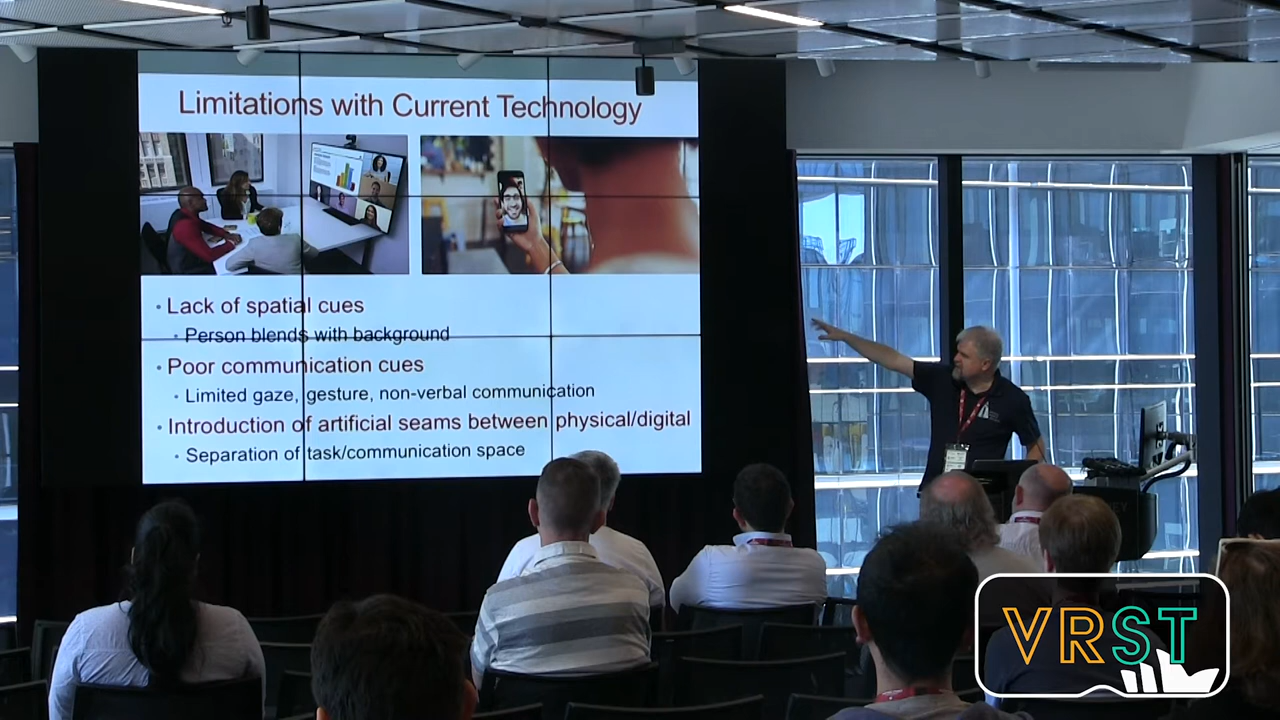 Limitations with Current Technology
• Lack of spatial cues
• Person blends with background
• Poor communication cues
• Limited gaze, gesture, non-verbal communication
• Introduction of artificial seams between physical/digital
• Separation of task/communication space
VRST